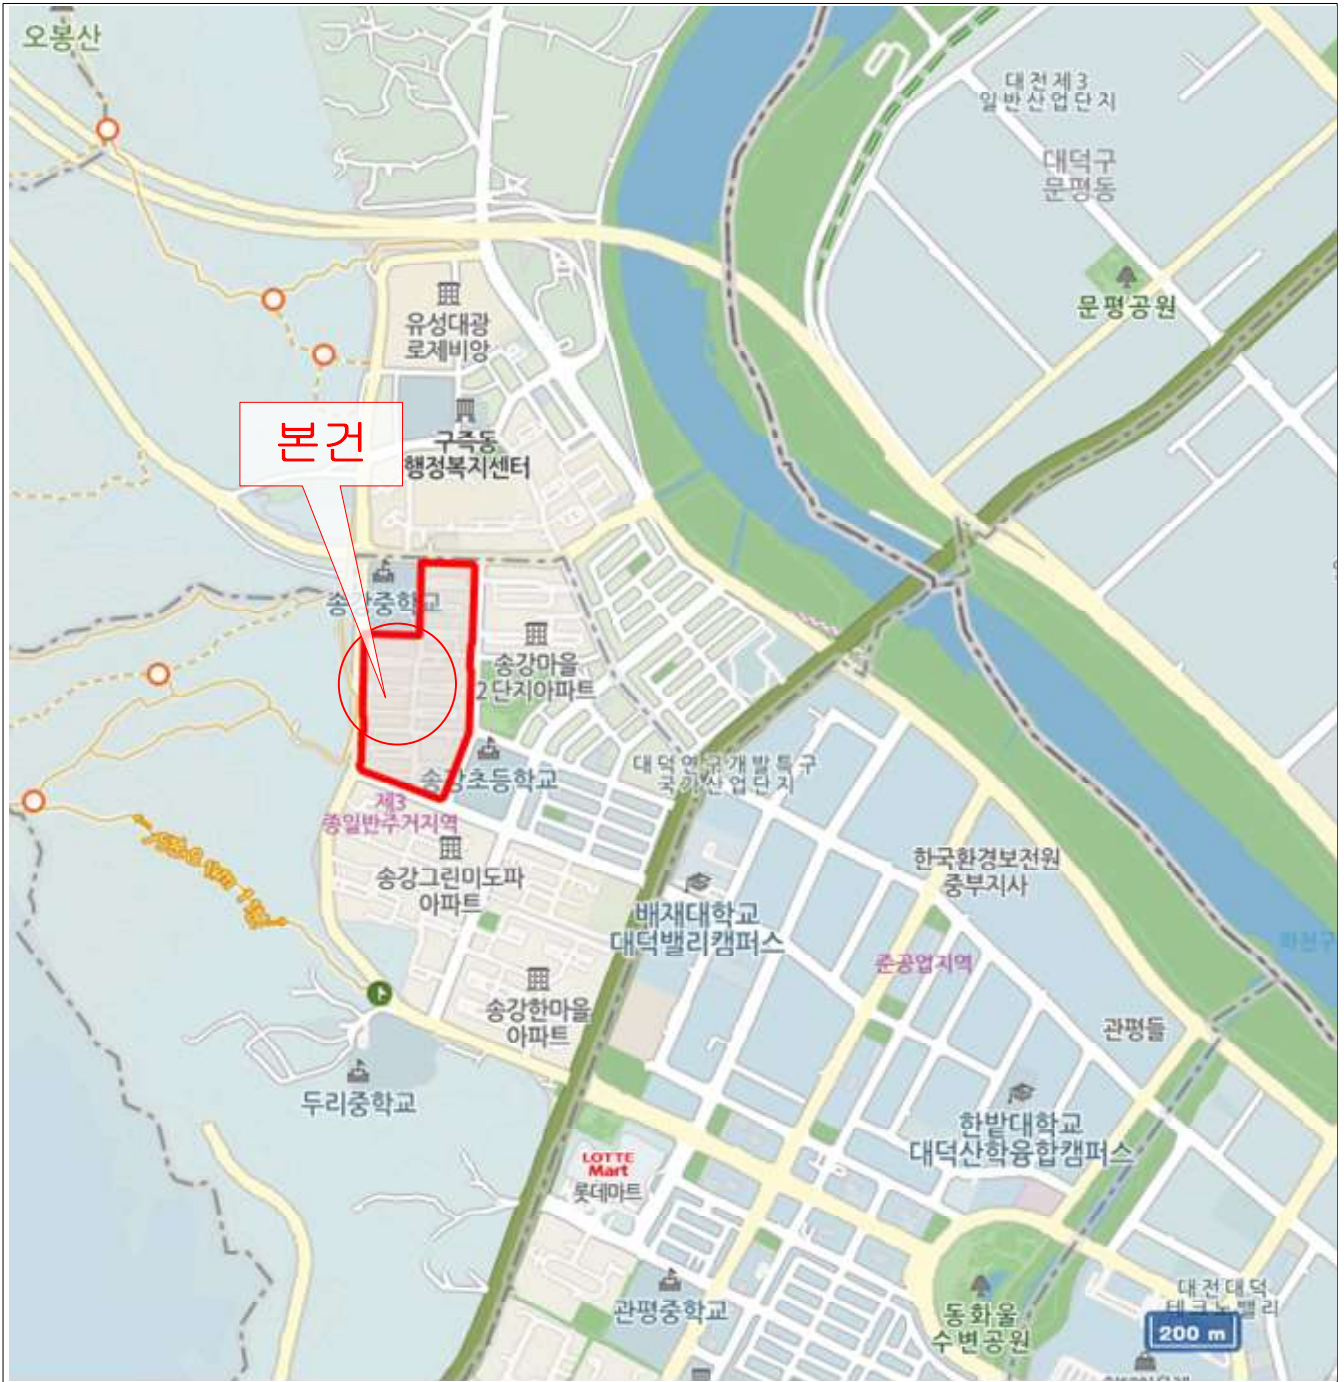 오봉산
대전제3
일반산업단지
대덕구
문평동
문평공원
유성대광
로제비앙
본건
구즉동
행정복지센터
송강중학교
송강마을
2단지아파트
대덕연구개발특구
국가산업단지
송강초등학교
제3
종일반주거지역
송강그린미도파
아파트
한국환경보전원
중부지사
배재대학교
대덕밸리캠퍼스
준공업지역
송강한마을
아파트
관평들
두리중학교
한밭대학교
대덕산학융합캠퍼스
LOTTE
Mart
롯데마트
관평중학교
동화울
수변공원
대전대덕
테크노밸리
200 m